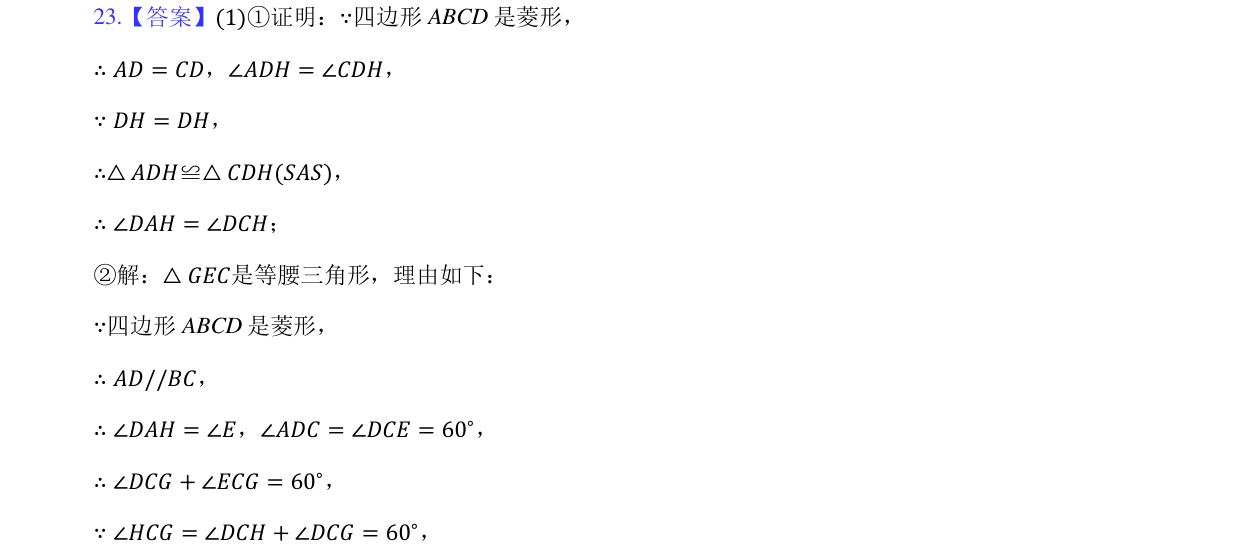 23.【答案】(1)①证明：∵四边形 ABCD 是菱形，
∴ AD = CD，∠ADH = ∠CDH，
∵ DH = DH，
∴△ ADH≌△ CDH(SAS)，
∴ ∠DAH = ∠DCH；
②解：△ GEC是等腰三角形，理由如下：
∵四边形 ABCD 是菱形，
∴ AD//BC，
∴ ∠DAH = ∠E，∠ADC = ∠DCE = 60°，
∴ ∠DCG + ∠ECG = 60°，
∵ ∠HCG = ∠DCH + ∠DCG = 60°，